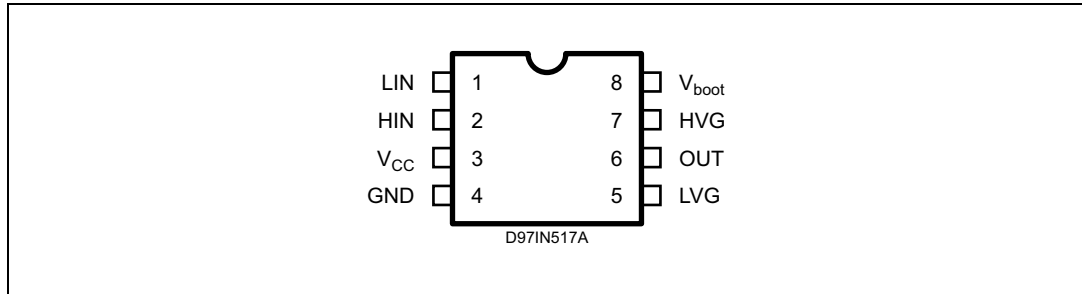 LIN 1 8 Vboot
HIN 2 7 HVG
VCC 3 6 OUT
GND 4 5 LVG
D97IN517A